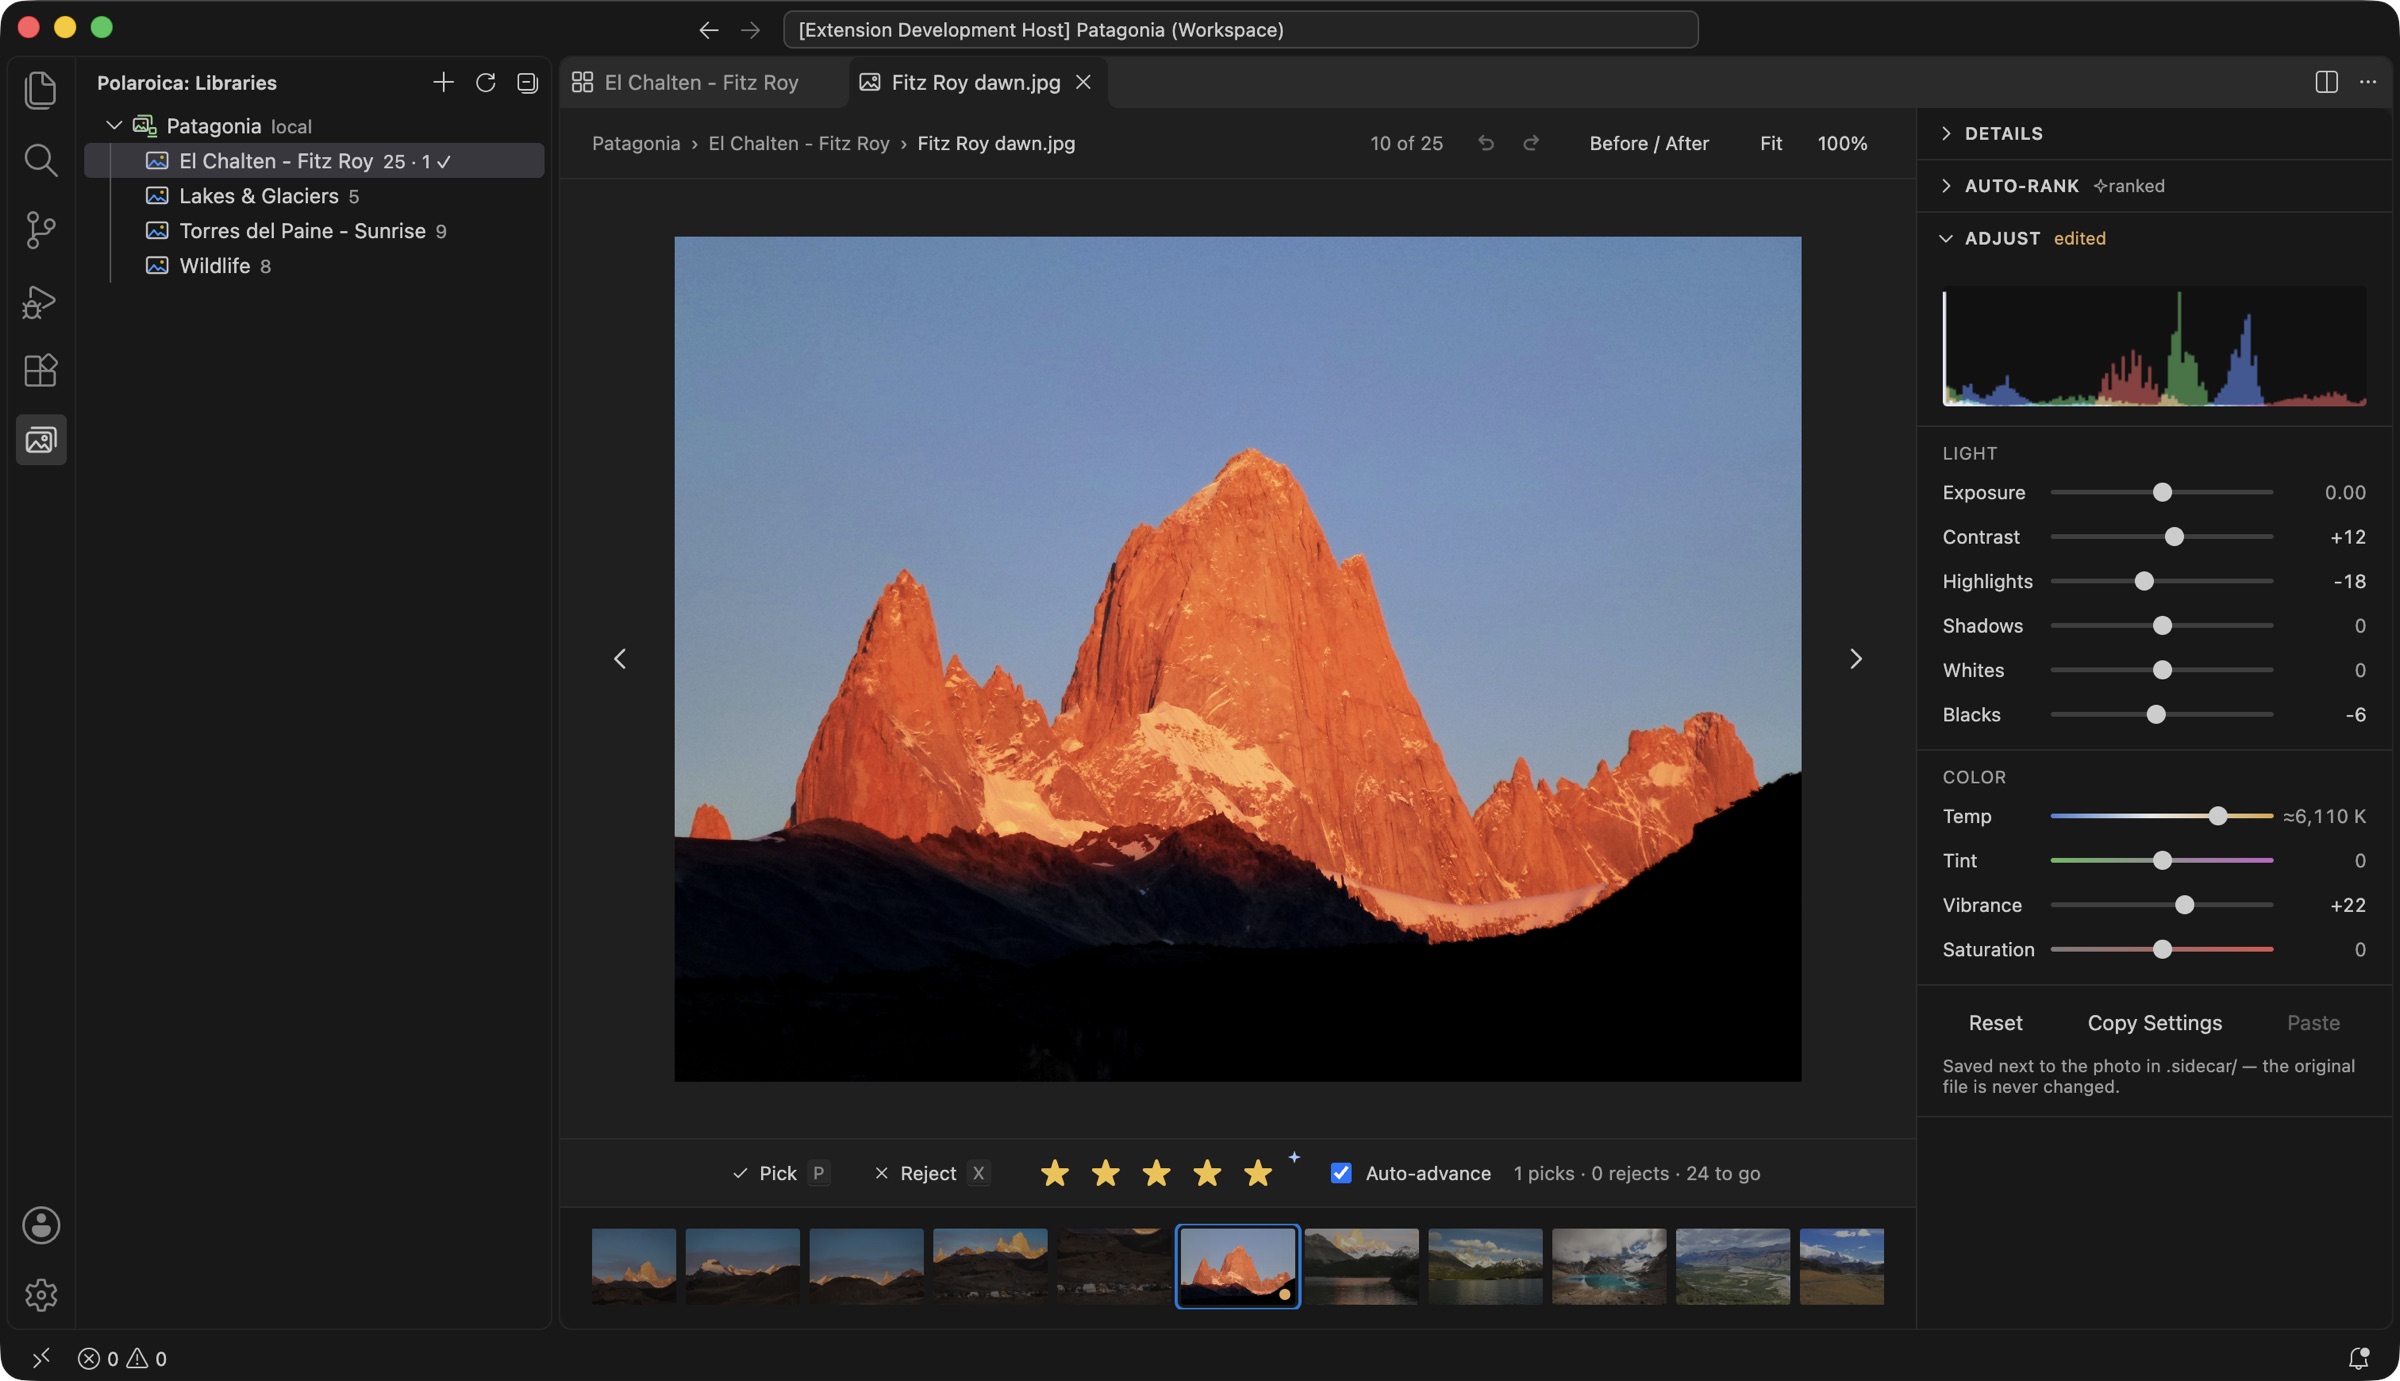 [Extension Development Host] Patagonia (Workspace)
Polaroica: Libraries
Patagonia local
El Chalten - Fitz Roy 25 · 1 ✓
Lakes & Glaciers 5
Torres del Paine - Sunrise 9
Wildlife 8
El Chalten - Fitz Roy
Fitz Roy dawn.jpg
Patagonia › El Chalten - Fitz Roy › Fitz Roy dawn.jpg
10 of 25
Before / After
Fit
100%
DETAILS
AUTO-RANK ranked
ADJUST edited
LIGHT
Exposure 0.00
Contrast +12
Highlights -18
Shadows 0
Whites 0
Blacks -6
COLOR
Temp ≈6,110 K
Tint 0
Vibrance +22
Saturation 0
Reset
Copy Settings
Paste
Saved next to the photo in .sidecar/ — the original
file is never changed.
Pick P
Reject X
Auto-advance
1 picks · 0 rejects · 24 to go
0 0